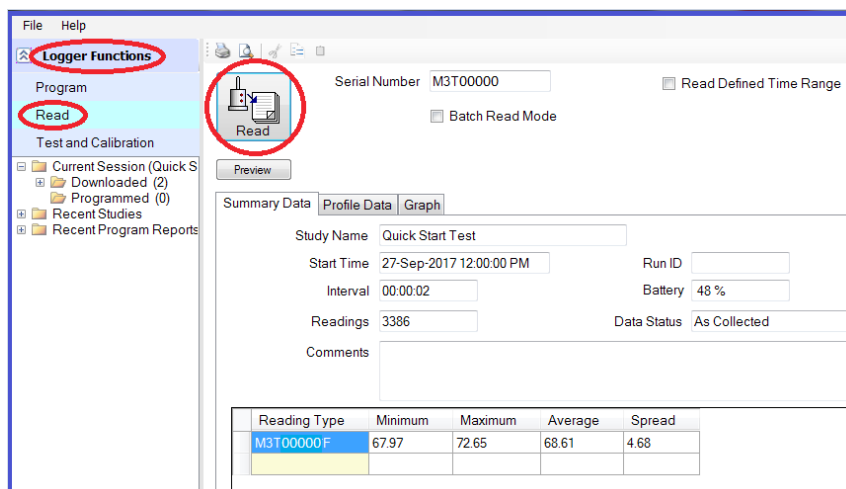 File Help
Logger Functions
Program
Read
Test and Calibration
Current Session (Quick S
Downloaded (2)
Programmed (0)
Recent Studies
Recent Program Reports
Read
Serial Number M3T00000
Read Defined Time Range
Batch Read Mode
Preview
Summary Data Profile Data Graph
Study Name Quick Start Test
Start Time 27-Sep-2017 12:00:00 PM Run ID
Interval 00:00:02 Battery 48 %
Readings 3386 Data Status As Collected
Comments
Reading Type Minimum Maximum Average Spread
M3T00000'F 67.97 72.65 68.61 4.68